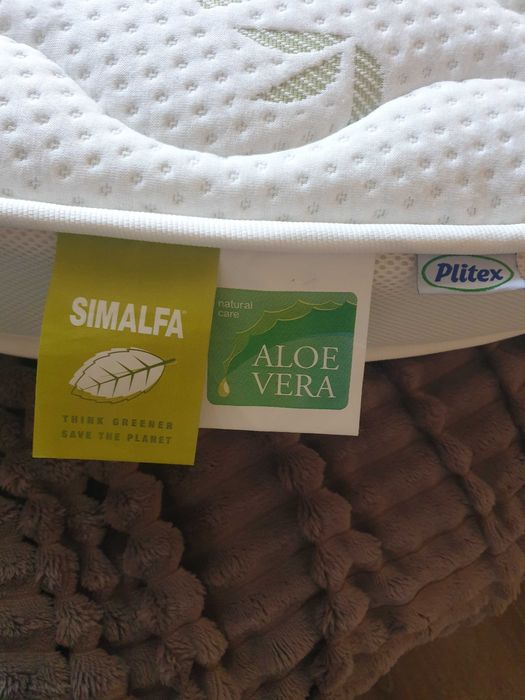 SIMALFA®
THINK GREENER
SAVE THE PLANET
natural
care
ALOE
VERA
Plitex